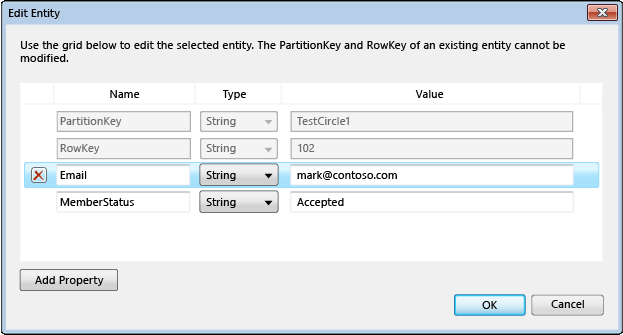 Edit Entity
Use the grid below to edit the selected entity. The PartitionKey and RowKey of an existing entity cannot be
modified.
Name Type Value
PartitionKey String TestCircle1
RowKey String 102
Email String mark@contoso.com
MemberStatus String Accepted
Add Property
OK Cancel